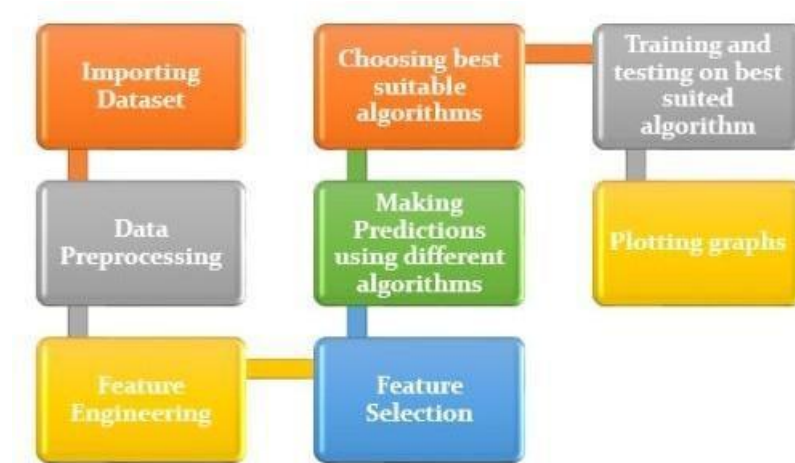 Importing
Dataset
Data
Preprocessing
Feature
Engineering
Feature
Selection
Making
Predictions
using different
algorithms
Choosing best
suitable
algorithms
Training and
testing on best
suited
algorithm
Plotting graphs